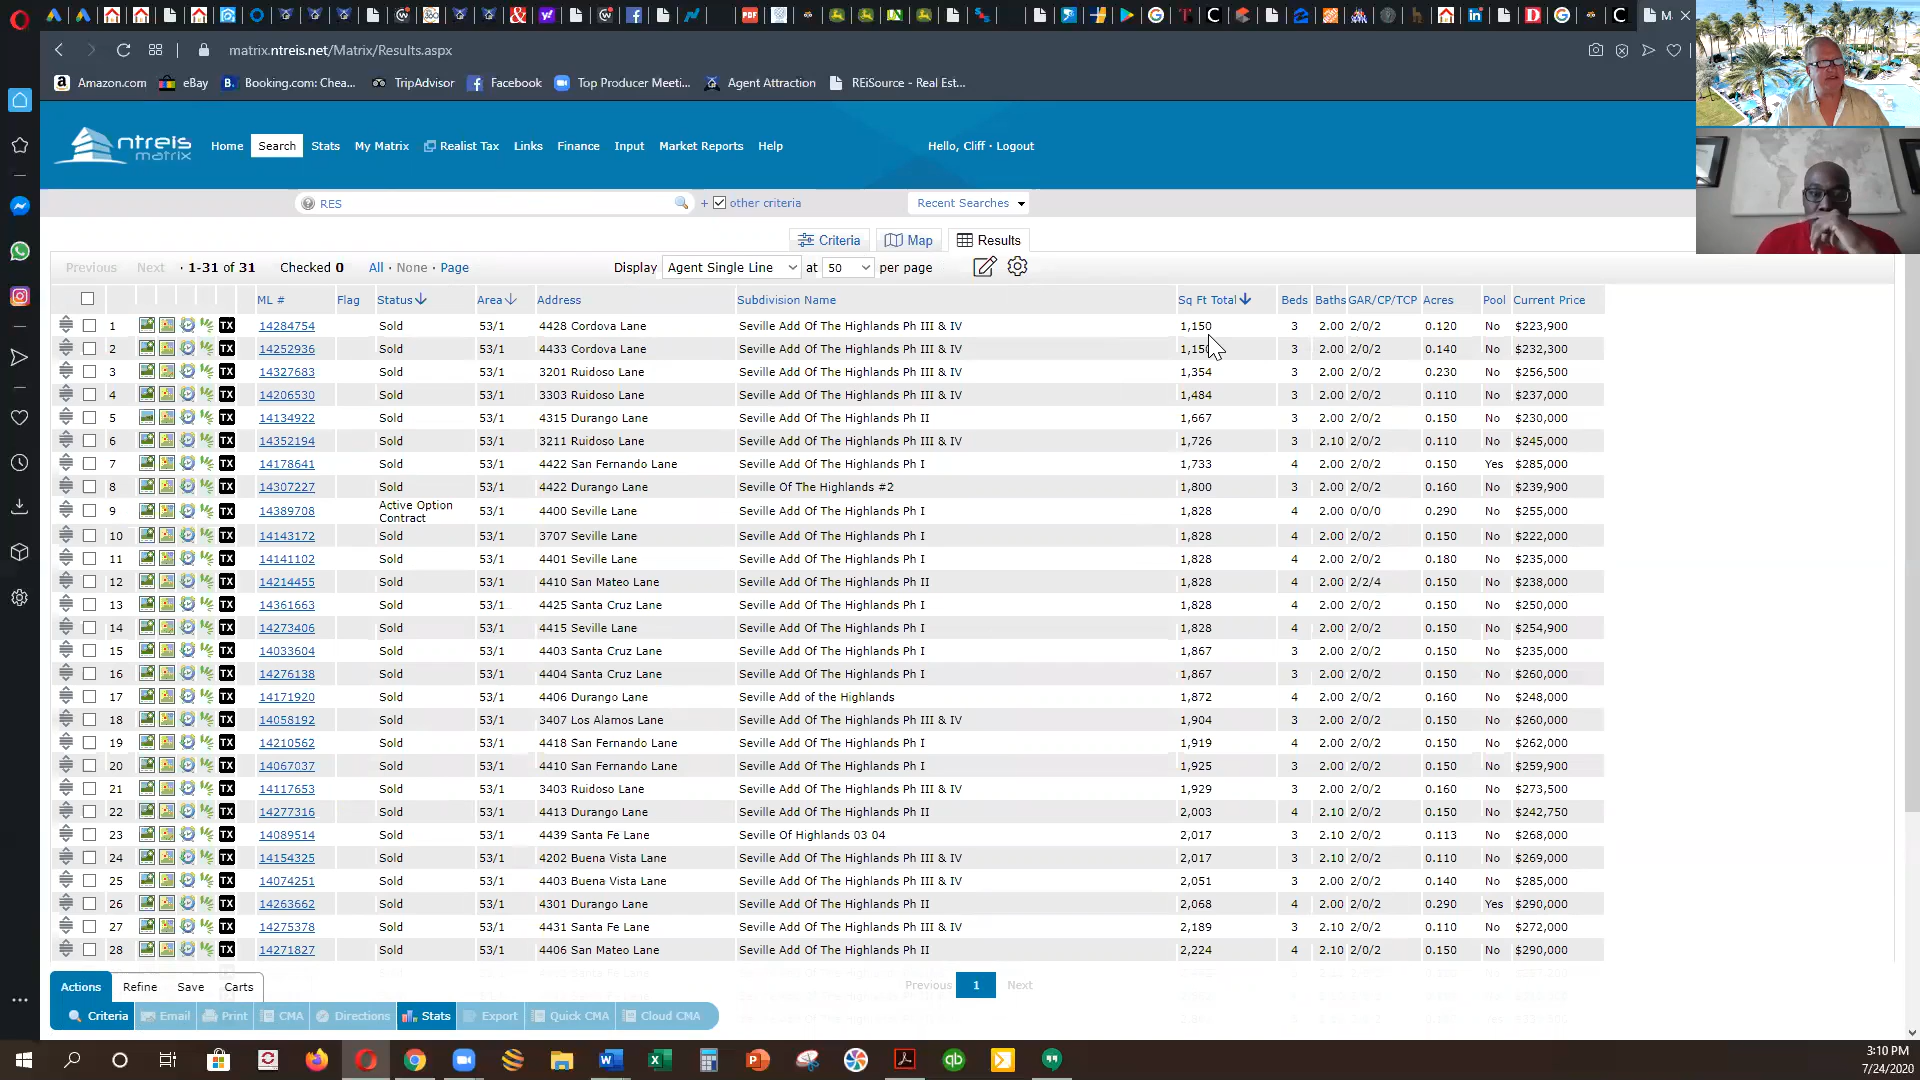 M
matrix.ntreis.net/Matrix/Results.aspx
Amazon.com eBay Booking.com: Chea... TripAdvisor Facebook Top Producer Meeti... Agent Attraction REiSource - Real Est...
ntreis matrix Home Search Stats My Matrix Realist Tax Links Finance Input Market Reports Help Hello, Cliff · Logout
RES + other criteria Recent Searches
Criteria Map Results
Previous Next · 1-31 of 31 Checked 0 All · None · Page Display Agent Single Line at 50 per page
ML # Flag Status Area Address Subdivision Name Sq Ft Total Beds Baths GAR/CP/TCP Acres Pool Current Price
1 TX 14284754 Sold 53/1 4428 Cordova Lane Seville Add Of The Highlands Ph III & IV 1,150 3 2.00 2/0/2 0.120 No $223,900
2 TX 14252936 Sold 53/1 4433 Cordova Lane Seville Add Of The Highlands Ph III & IV 1,150 3 2.00 2/0/2 0.140 No $232,300
3 TX 14327683 Sold 53/1 3201 Ruidoso Lane Seville Add Of The Highlands Ph III & IV 1,354 3 2.00 2/0/2 0.230 No $256,500
4 TX 14206530 Sold 53/1 3303 Ruidoso Lane Seville Add Of The Highlands Ph III & IV 1,484 3 2.00 2/0/2 0.110 No $237,000
5 TX 14134922 Sold 53/1 4315 Durango Lane Seville Add Of The Highlands Ph II 1,667 3 2.00 2/0/2 0.150 No $230,000
6 TX 14352194 Sold 53/1 3211 Ruidoso Lane Seville Add Of The Highlands Ph III & IV 1,726 3 2.10 2/0/2 0.110 No $245,000
7 TX 14178641 Sold 53/1 4422 San Fernando Lane Seville Add Of The Highlands Ph I 1,733 4 2.00 2/0/2 0.150 Yes $285,000
8 TX 14307227 Sold 53/1 4422 Durango Lane Seville Of The Highlands #2 1,800 3 2.00 2/0/2 0.160 No $239,900
9 TX 14389708 Active Option Contract 53/1 4400 Seville Lane Seville Add Of The Highlands Ph I 1,828 4 2.00 0/0/0 0.290 No $255,000
10 TX 14143172 Sold 53/1 3707 Seville Lane Seville Add Of The Highlands Ph I 1,828 4 2.00 2/0/2 0.150 No $222,000
11 TX 14141102 Sold 53/1 4401 Seville Lane Seville Add Of The Highlands Ph I 1,828 4 2.00 2/0/2 0.180 No $235,000
12 TX 14214455 Sold 53/1 4410 San Mateo Lane Seville Add Of The Highlands Ph II 1,828 4 2.00 2/2/4 0.150 No $238,000
13 TX 14361663 Sold 53/1 4425 Santa Cruz Lane Seville Add Of The Highlands Ph I 1,828 4 2.00 2/0/2 0.150 No $250,000
14 TX 14273406 Sold 53/1 4415 Seville Lane Seville Add Of The Highlands Ph I 1,828 4 2.00 2/0/2 0.150 No $254,900
15 TX 14033604 Sold 53/1 4403 Santa Cruz Lane Seville Add Of The Highlands Ph I 1,867 3 2.00 2/0/2 0.150 No $235,000
16 TX 14276138 Sold 53/1 4404 Santa Cruz Lane Seville Add Of The Highlands Ph I 1,867 3 2.00 2/0/2 0.150 No $260,000
17 TX 14171920 Sold 53/1 4406 Durango Lane Seville Add of the Highlands 1,872 4 2.00 2/0/2 0.160 No $248,000
18 TX 14058192 Sold 53/1 3407 Los Alamos Lane Seville Add Of The Highlands Ph III & IV 1,904 3 2.00 2/0/2 0.150 No $260,000
19 TX 14210562 Sold 53/1 4418 San Fernando Lane Seville Add Of The Highlands Ph I 1,919 4 2.00 2/0/2 0.150 No $262,000
20 TX 14067037 Sold 53/1 4410 San Fernando Lane Seville Add Of The Highlands Ph I 1,925 4 2.00 2/0/2 0.150 No $259,900
21 TX 14117653 Sold 53/1 3403 Ruidoso Lane Seville Add Of The Highlands Ph III & IV 1,929 3 2.00 2/0/2 0.160 No $273,500
22 TX 14277316 Sold 53/1 4413 Durango Lane Seville Add Of The Highlands Ph II 2,003 4 2.10 2/0/2 0.150 No $242,750
23 TX 14089514 Sold 53/1 4439 Santa Fe Lane Seville Of Highlands 03 04 2,017 3 2.10 2/0/2 0.113 No $268,000
24 TX 14154325 Sold 53/1 4202 Buena Vista Lane Seville Add Of The Highlands Ph III & IV 2,017 3 2.10 2/0/2 0.110 No $269,000
25 TX 14074251 Sold 53/1 4403 Buena Vista Lane Seville Add Of The Highlands Ph III & IV 2,051 3 2.00 2/0/2 0.140 No $285,000
26 TX 14263662 Sold 53/1 4301 Durango Lane Seville Add Of The Highlands Ph II 2,068 4 2.00 2/0/2 0.290 Yes $290,000
27 TX 14275378 Sold 53/1 4431 Santa Fe Lane Seville Add Of The Highlands Ph III & IV 2,189 3 2.10 2/0/2 0.110 No $272,000
28 TX 14271827 Sold 53/1 4406 San Mateo Lane Seville Add Of The Highlands Ph II 2,224 4 2.10 2/0/2 0.150 No $290,000
Actions Refine Save Carts Previous 1 Next
Criteria Email Print CMA Directions Stats Export Quick CMA Cloud CMA
3:10 PM
7/24/2020